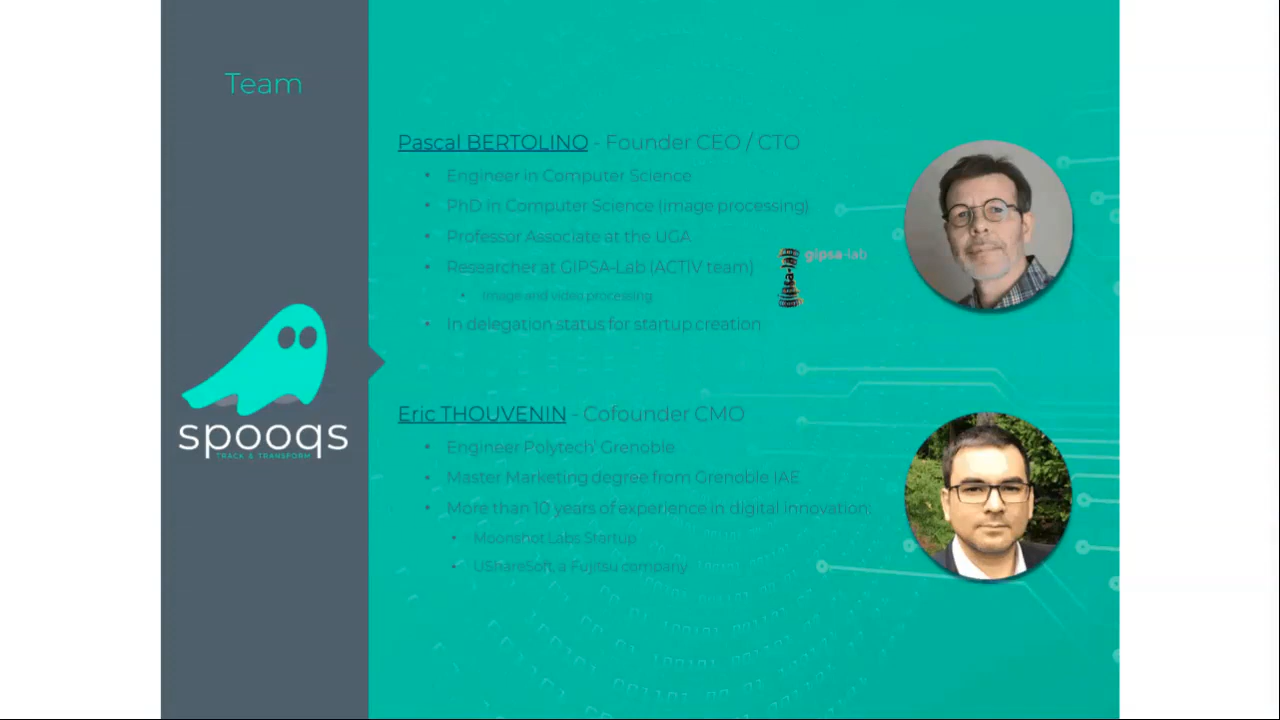 Team
Pascal BERTOLINO - Founder CEO / CTO
• Engineer in Computer Science
• PhD in Computer Science (image processing)
• Professor Associate at the UGA
• Researcher at GIPSA-Lab (ACTIV team)
gipsa-lab
• Image and video processing
• In delegation status for startup creation
Eric THOUVENIN - Cofounder CMO
• Engineer Polytech' Grenoble
• Master Marketing degree from Grenoble IAE
• More than 10 years of experience in digital innovation:
• Moonshot Labs Startup
• UShareSoft, a Fujitsu company
spooqs
TRACK & TRANSFORM